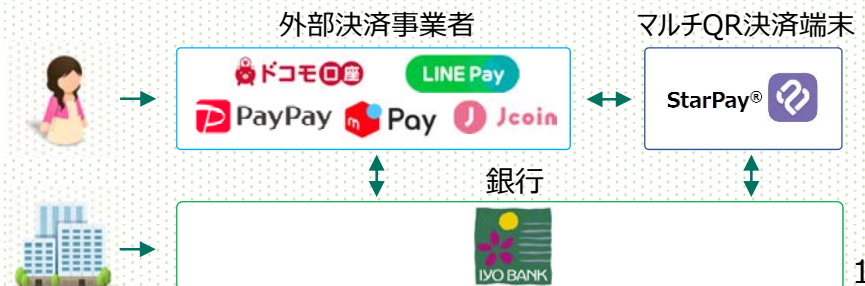 外部決済事業者
マルチQR決済端末
ドコモ口座
LINE Pay
PayPay
m Pay
J Jcoin
StarPay®
銀行
IYO BANK
1